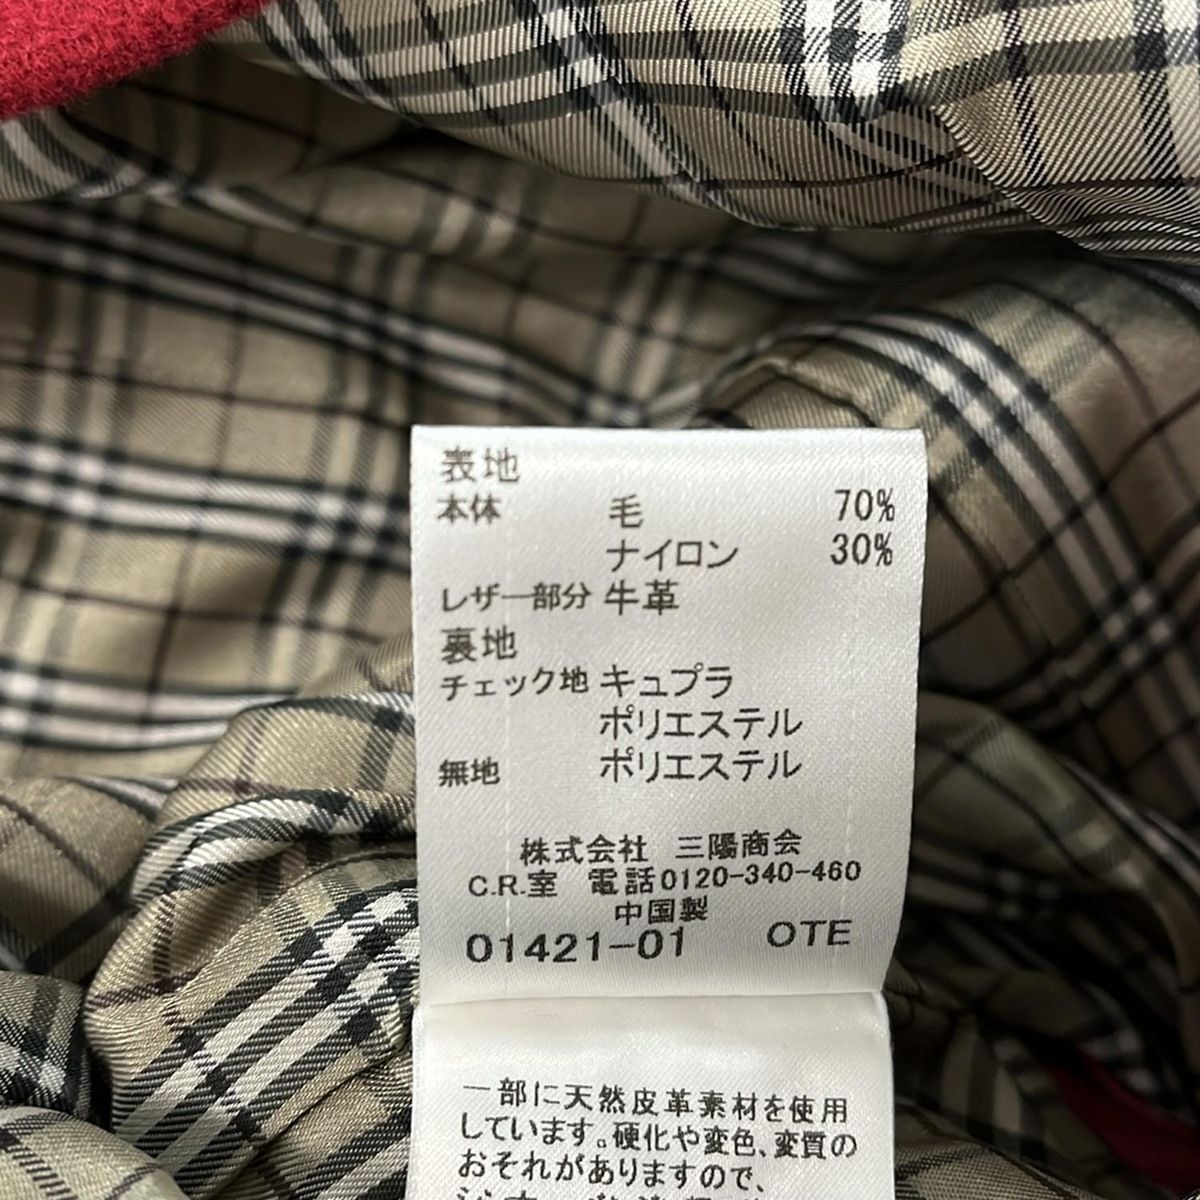 表地
本体 毛 70%
ナイロン 30%
レザー部分 牛革
裏地
チェック地 キュプラ
ポリエステル
無地 ポリエステル
株式会社 三陽商会
C.R.室 電話0120-340-460
中国製
01421-01 OTE
一部に天然皮革素材を使用
しています。硬化や変色、変質の
おそれがありますので、